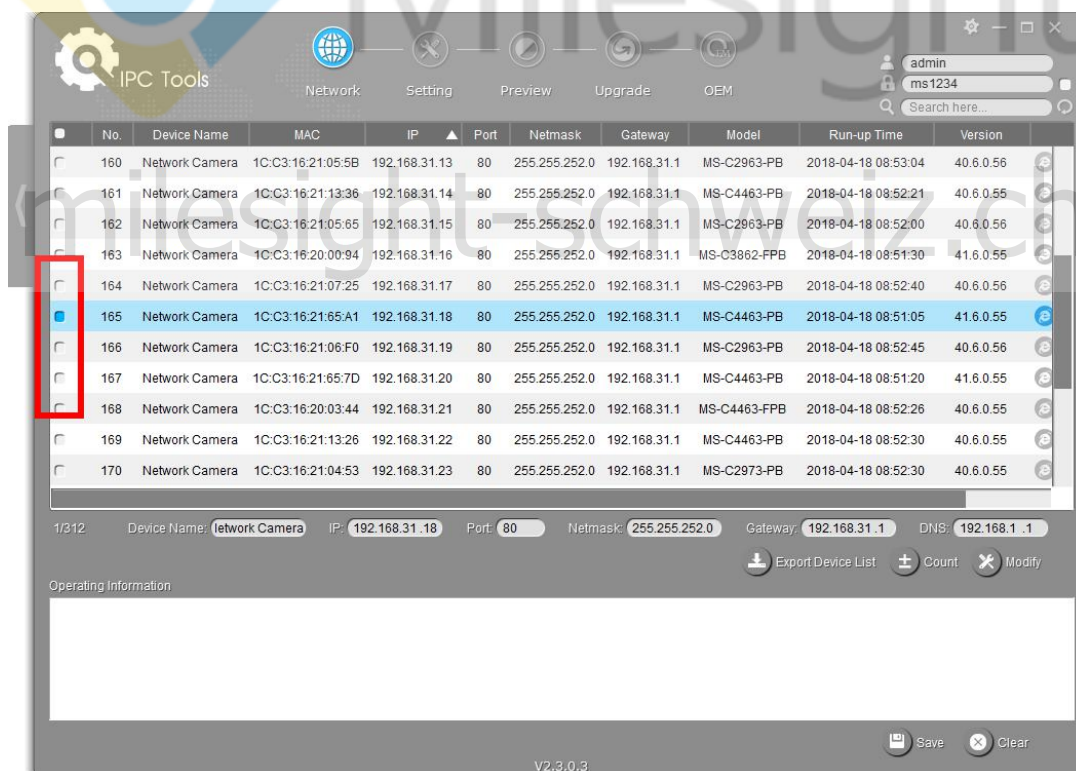 Milesight
IPC Tools
Network Setting Preview Upgrade OEM
admin
ms1234
Search here...
No. Device Name MAC IP Port Netmask Gateway Model Run-up Time Version
160 Network Camera 1C:C3:16:21:05:5B 192.168.31.13 80 255.255.252.0 192.168.31.1 MS-C2963-PB 2018-04-18 08:53:04 40.6.0.56
161 Network Camera 1C:C3:16:21:13:36 192.168.31.14 80 255.255.252.0 192.168.31.1 MS-C4463-PB 2018-04-18 08:52:21 40.6.0.55
162 Network Camera 1C:C3:16:21:05:65 192.168.31.15 80 255.255.252.0 192.168.31.1 MS-C2963-PB 2018-04-18 08:52:00 40.6.0.56
milesight-schweiz.ch
163 Network Camera 1C:C3:16:20:00:94 192.168.31.16 80 255.255.252.0 192.168.31.1 MS-C3862-FPB 2018-04-18 08:51:30 41.6.0.55
164 Network Camera 1C:C3:16:21:07:25 192.168.31.17 80 255.255.252.0 192.168.31.1 MS-C2963-PB 2018-04-18 08:52:40 40.6.0.56
165 Network Camera 1C:C3:16:21:65:A1 192.168.31.18 80 255.255.252.0 192.168.31.1 MS-C4463-PB 2018-04-18 08:51:05 41.6.0.55
166 Network Camera 1C:C3:16:21:06:F0 192.168.31.19 80 255.255.252.0 192.168.31.1 MS-C2963-PB 2018-04-18 08:52:45 40.6.0.56
167 Network Camera 1C:C3:16:21:65:7D 192.168.31.20 80 255.255.252.0 192.168.31.1 MS-C4463-PB 2018-04-18 08:51:20 41.6.0.55
168 Network Camera 1C:C3:16:20:03:44 192.168.31.21 80 255.255.252.0 192.168.31.1 MS-C4463-FPB 2018-04-18 08:52:26 40.6.0.55
169 Network Camera 1C:C3:16:21:13:26 192.168.31.22 80 255.255.252.0 192.168.31.1 MS-C4463-PB 2018-04-18 08:52:30 40.6.0.55
170 Network Camera 1C:C3:16:21:04:53 192.168.31.23 80 255.255.252.0 192.168.31.1 MS-C2973-PB 2018-04-18 08:52:30 40.6.0.55
1/312 Device Name: letwork Camera IP: 192.168.31.18 Port: 80 Netmask: 255.255.252.0 Gateway: 192.168.31.1 DNS: 192.168.1.1
Export Device List Count Modify
Operating Information
Save Clear
V2.3.0.3